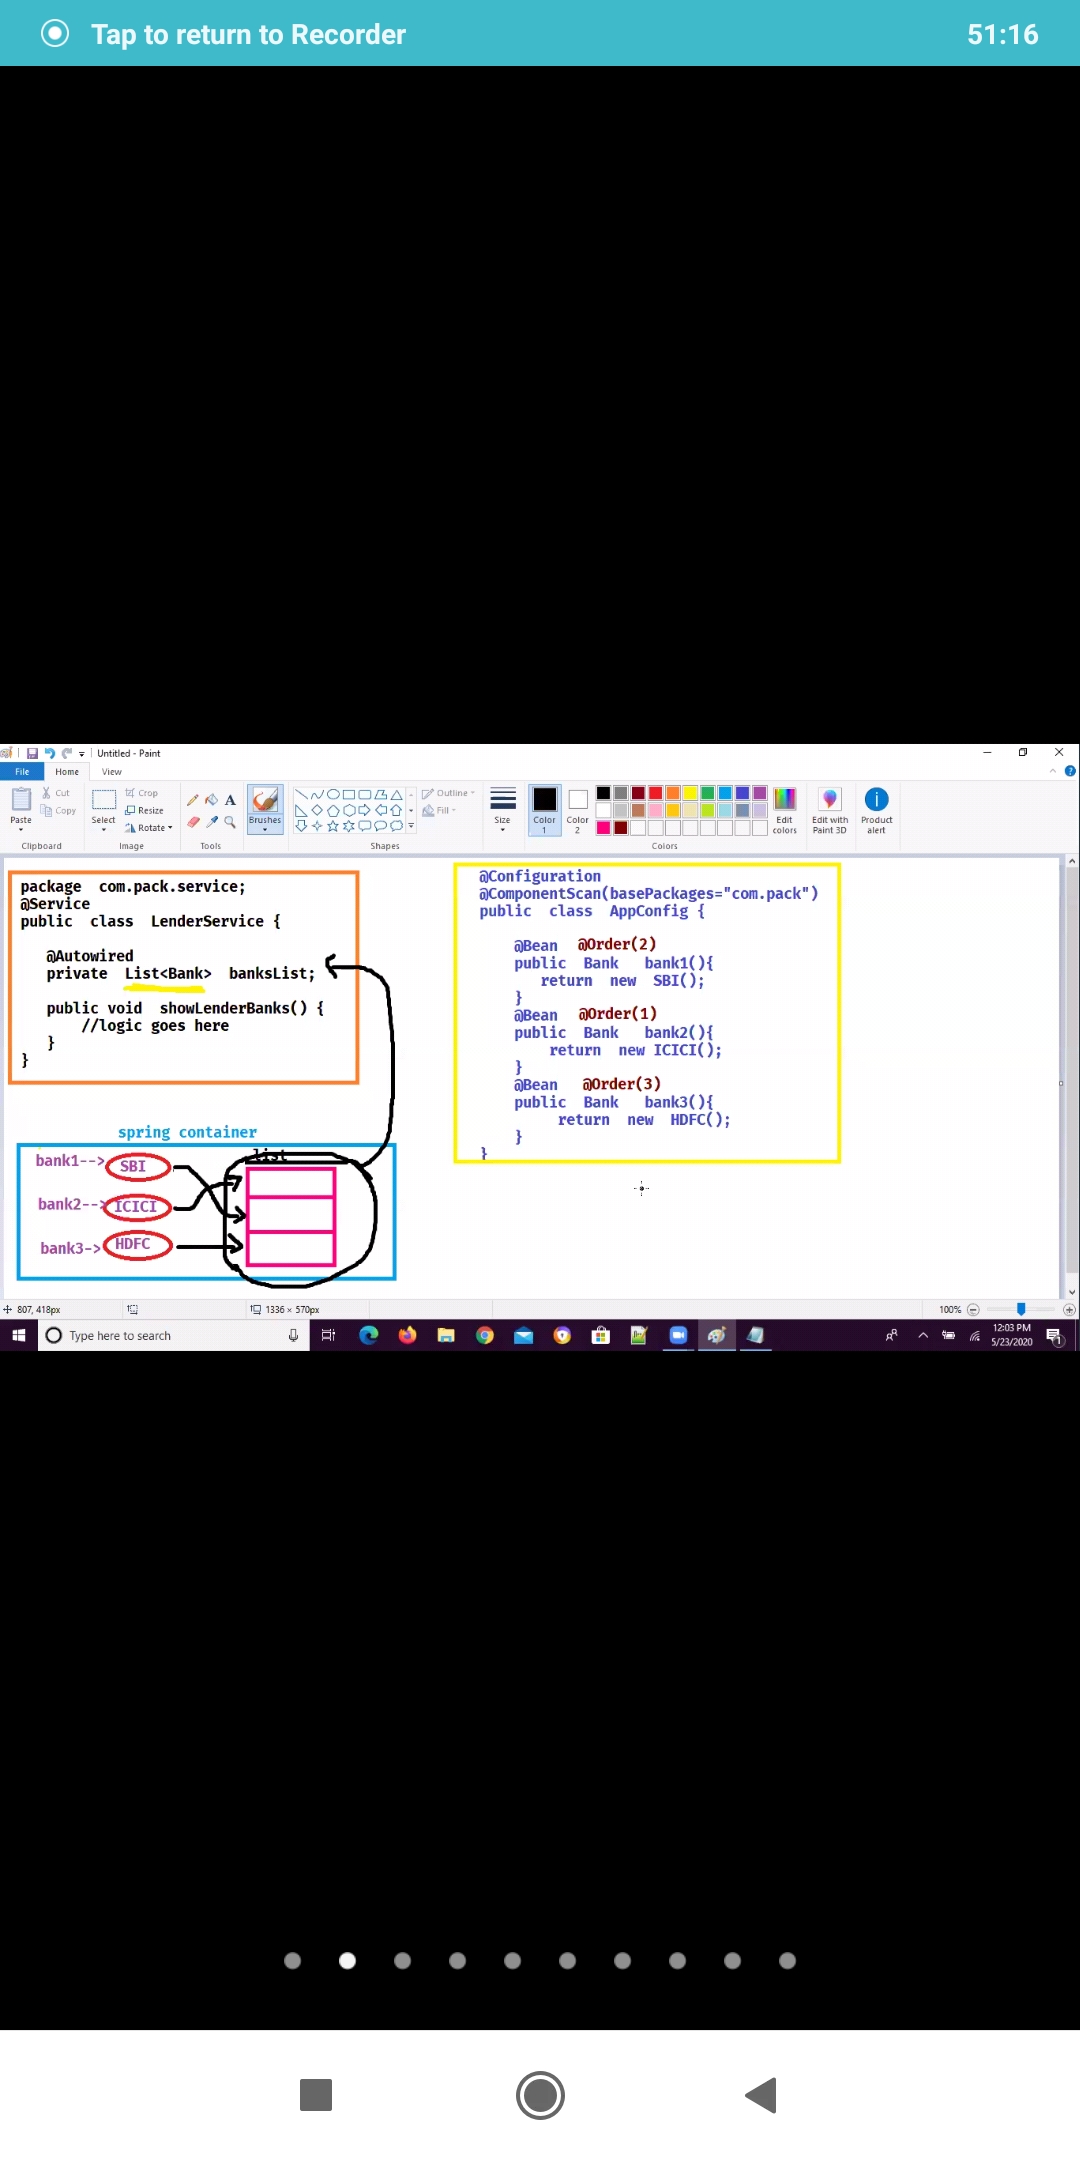 Tap to return to Recorder 51:16
Untitled - Paint
File Home View
Paste Cut Copy Select Crop Resize Rotate Brushes Outline Fill Size Color 1 Color 2 Edit colors Edit with Paint 3D Product alert
Clipboard Image Tools Shapes Colors
package com.pack.service;
@Service
public class LenderService {
@Autowired
private List<Bank> banksList;
public void showLenderBanks() {
//logic goes here
}
}
@Configuration
@ComponentScan(basePackages="com.pack")
public class AppConfig {
@Bean @Order(2)
public Bank bank1(){
return new SBI();
}
@Bean @Order(1)
public Bank bank2(){
return new ICICI();
}
@Bean @Order(3)
public Bank bank3(){
return new HDFC();
}
}
spring container
list
bank1--> SBI
bank2--> ICICI
bank3-> HDFC
807, 418px 1336 × 570px 100%
Type here to search 12:03 PM
5/23/2020
1